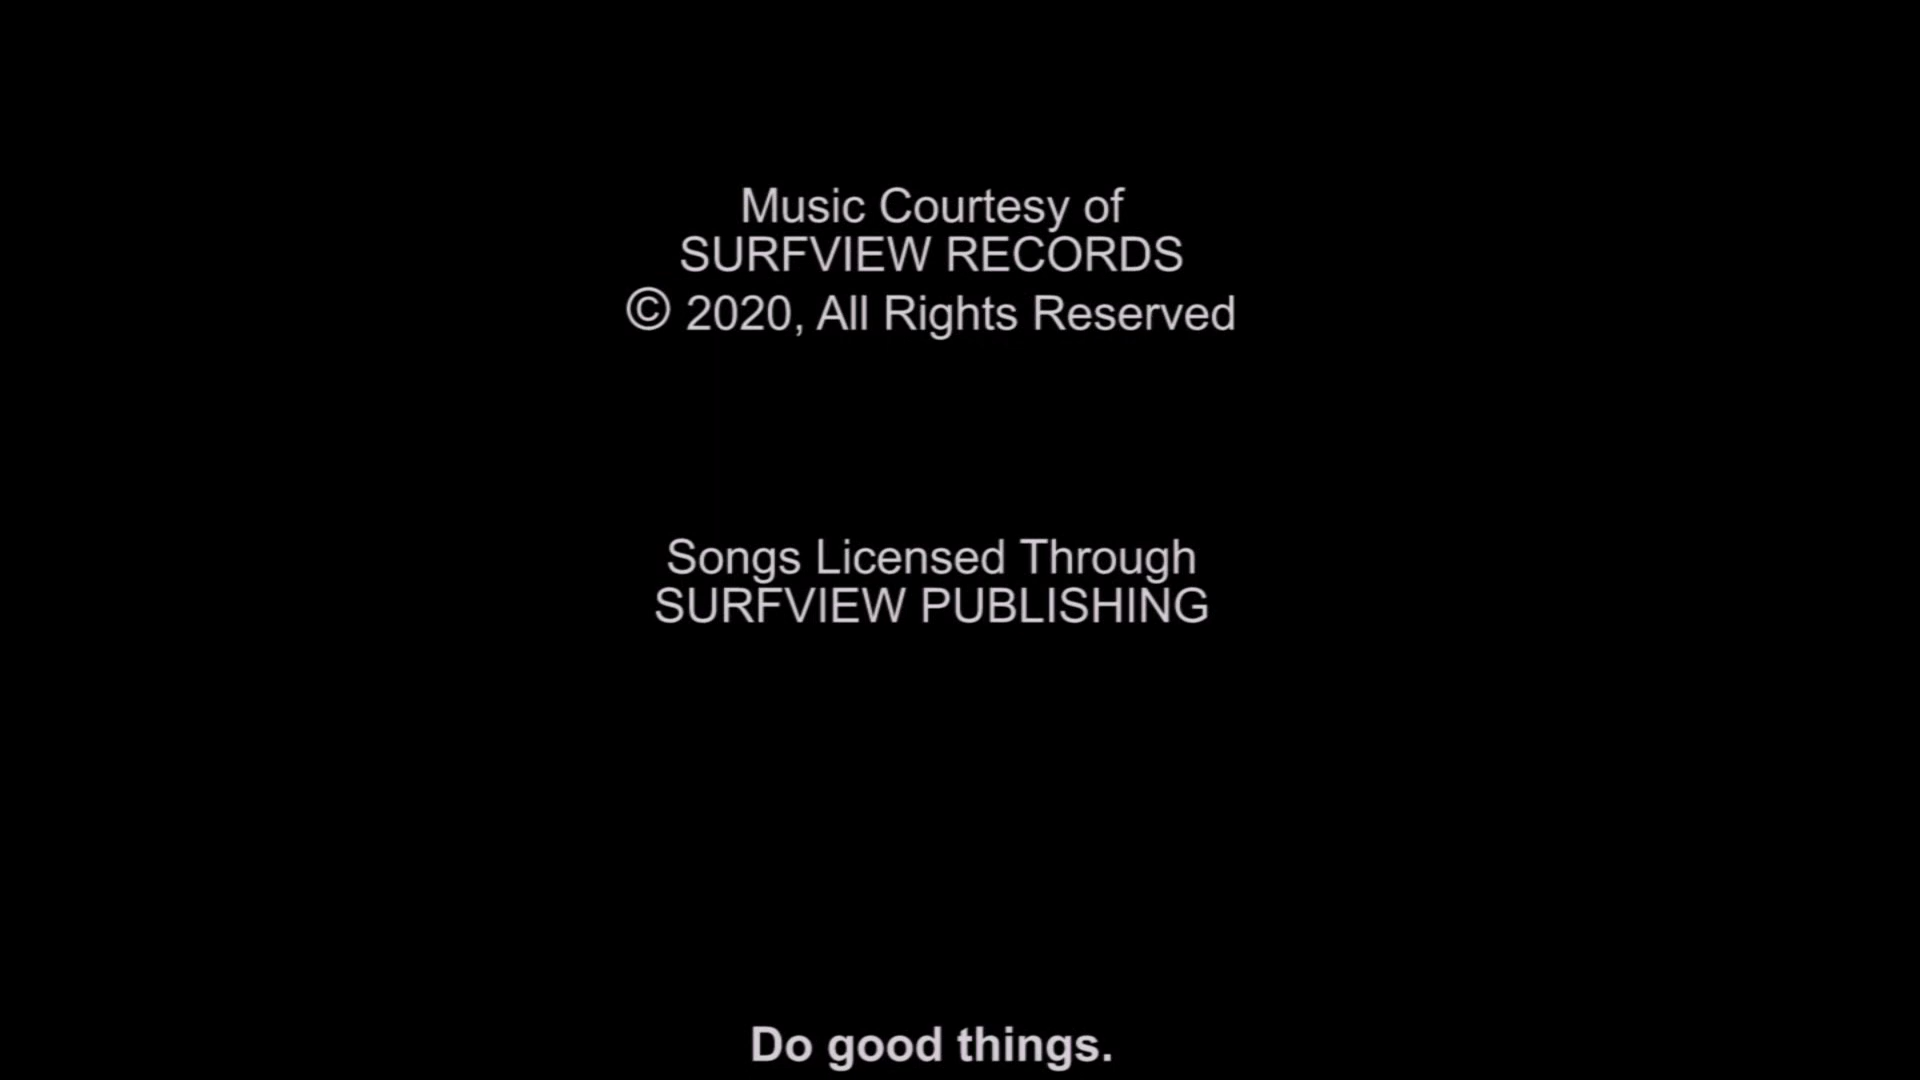 Music Courtesy of
SURFVIEW RECORDS
© 2020, All Rights Reserved
Songs Licensed Through
SURFVIEW PUBLISHING
Do good things.